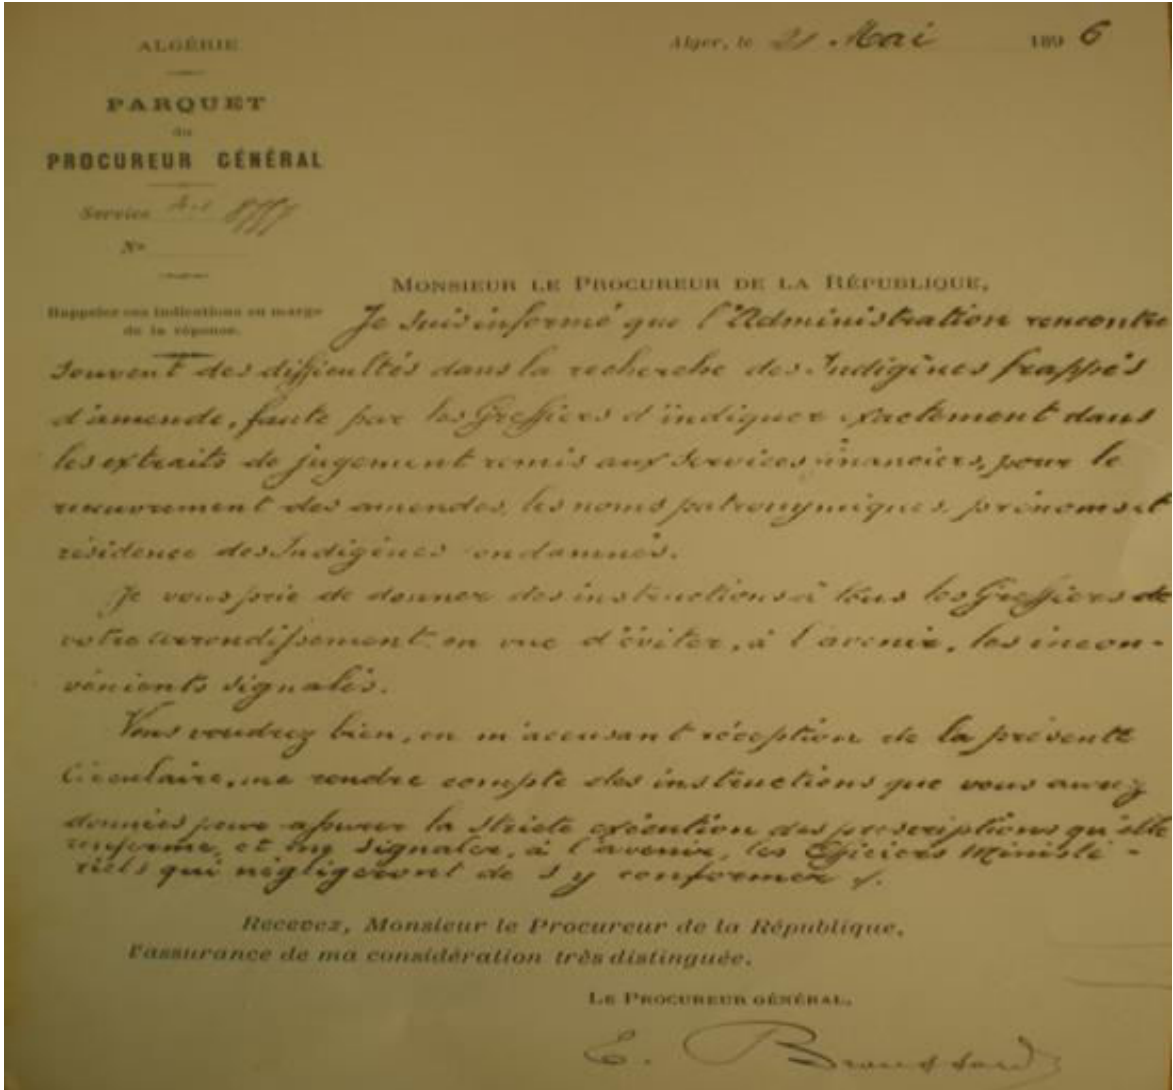 ALGÉRIE
Alger, le 21 Mai 1896
PARQUET
du
PROCUREUR GÉNÉRAL
Service
No
Rappeler ces indications en marge
de la réponse.
MONSIEUR LE PROCUREUR DE LA RÉPUBLIQUE,
Je suis informé que l'Administration rencontre
souvent des difficultés dans la recherche des Indigènes frappés
d'amende, faute par les Greffiers d'indiquer exactement dans
les extraits de jugement remis aux services financiers, pour le
recouvrement des amendes, les noms patronymiques, prénoms et
résidence des Indigènes condamnés.
Je vous prie de donner des instructions à tous les Greffiers de
votre arrondissement en vue d'éviter, à l'avenir, les incon-
vénients signalés.
Vous voudrez bien, en m'accusant réception de la présente
Circulaire, me rendre compte des instructions que vous aurez
données pour assurer la stricte exécution des prescriptions qu'elle
renferme, et me signaler, à l'avenir, les Officiers Ministé-
riels qui négligeront de s'y conformer.
Recevez, Monsieur le Procureur de la République,
l'assurance de ma considération très distinguée.
LE PROCUREUR GÉNÉRAL,
E. Broussard